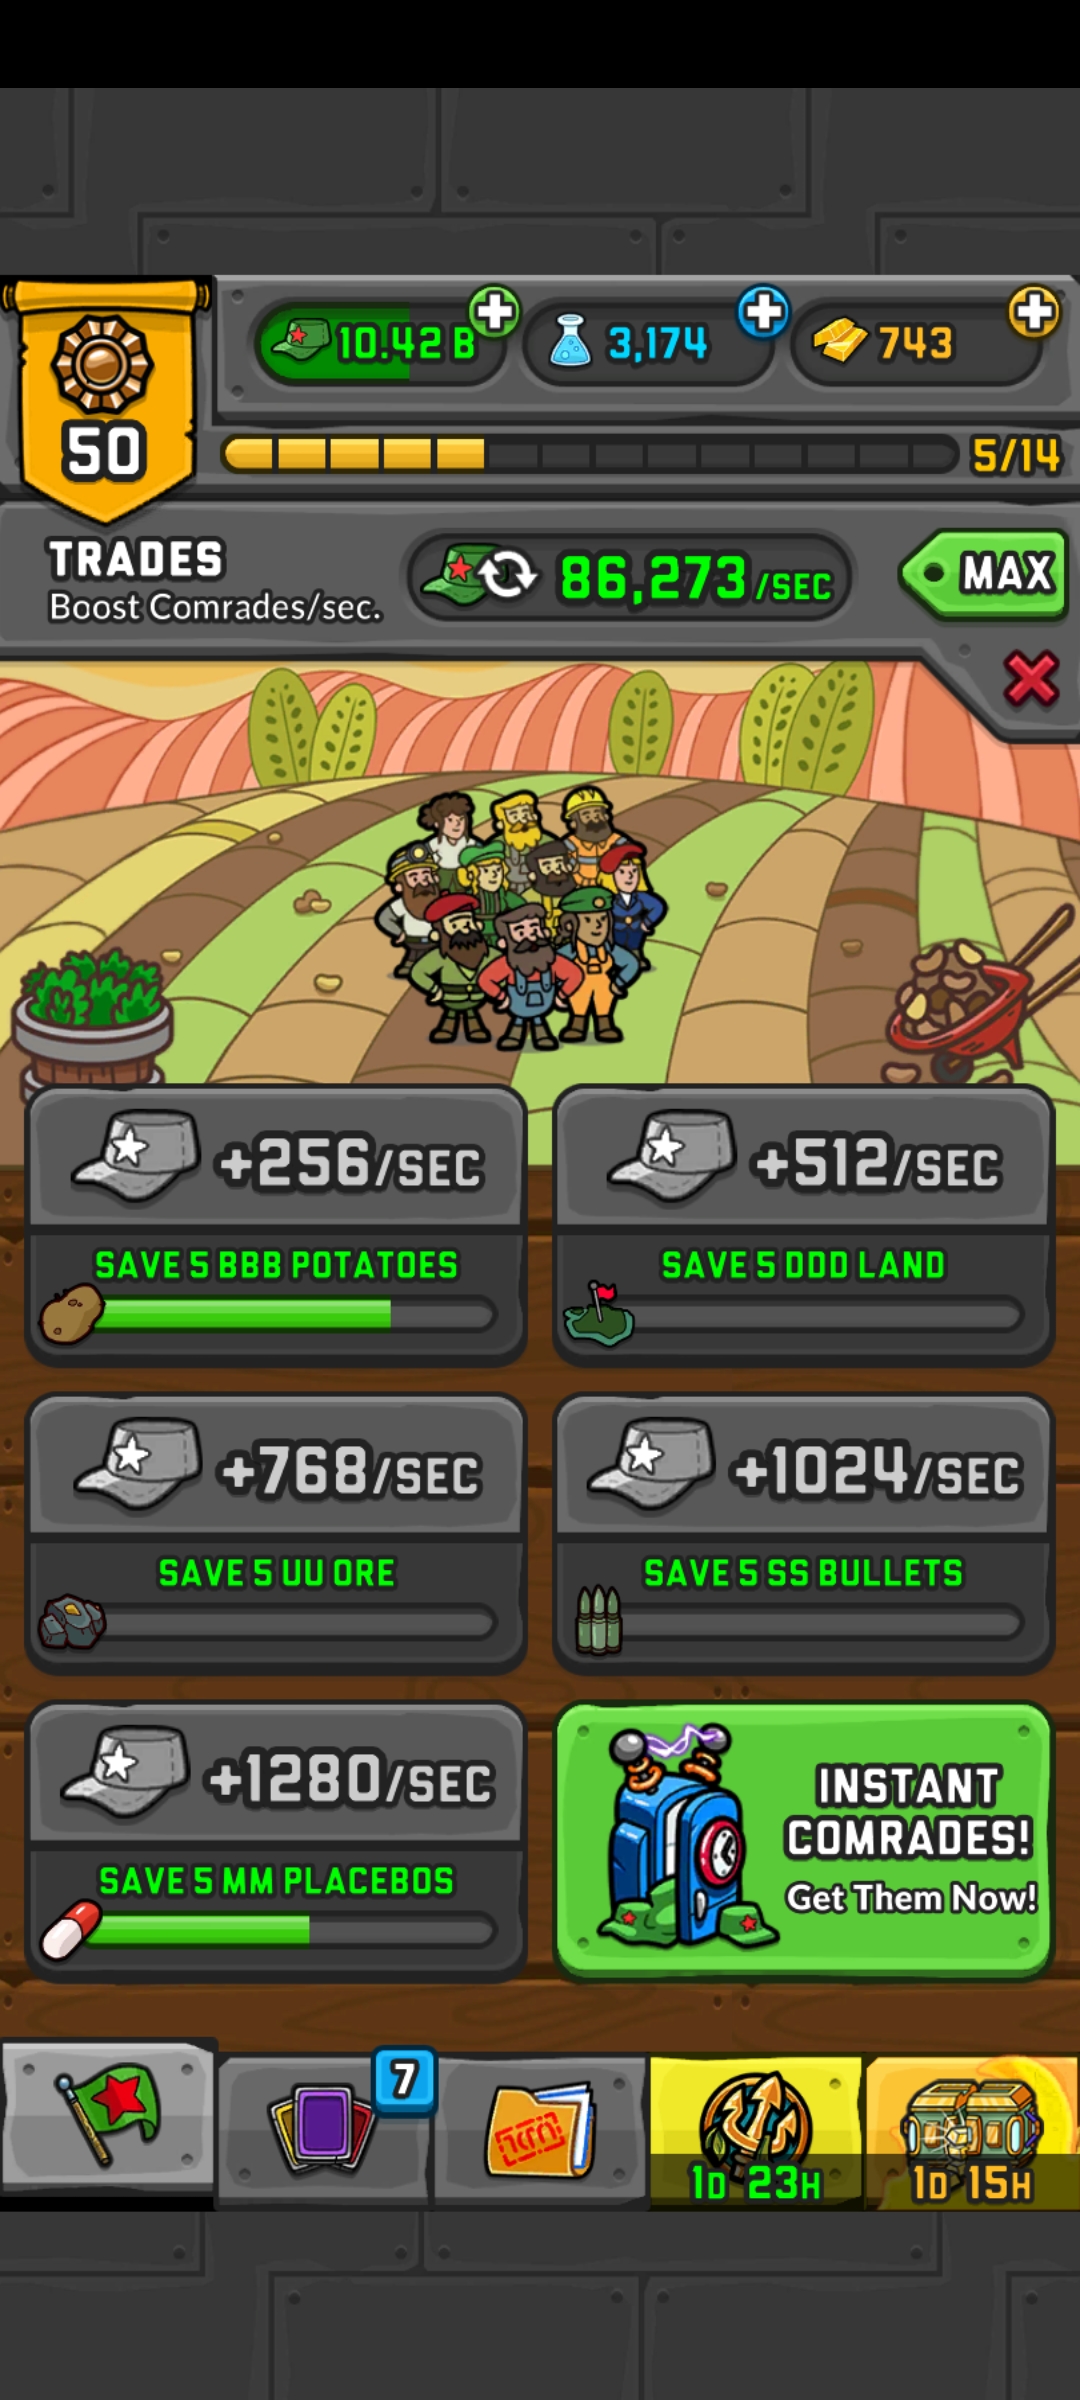 10.42 B
3,174
743
50
5/14
TRADES
Boost Comrades/sec.
86,273/SEC
MAX
+256/SEC
SAVE 5 BBB POTATOES
+512/SEC
SAVE 5 DDD LAND
+768/SEC
SAVE 5 UU ORE
+1024/SEC
SAVE 5 SS BULLETS
+1280/SEC
SAVE 5 MM PLACEBOS
INSTANT
COMRADES!
Get Them Now!
7
1D 23H
1D 15H